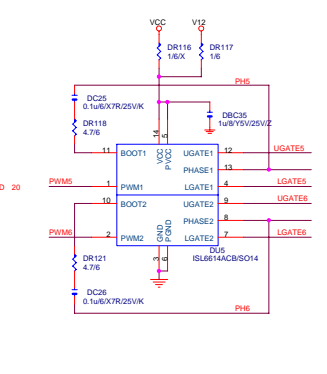 VCC V12
DR116 DR117
1/6/X 1/6
PH5
DC25
0.1u/6/X7R/25V/K
DBC35
1u/8/Y5V/25V/Z
DR118
4.7/6
14 5
11 BOOT1 VCC PVCC UGATE1 12 UGATE5
PHASE1 13
D 20 PWM5 1 PWM1 LGATE1 4 LGATE5
10 BOOT2 UGATE2 9 UGATE6
PHASE2 8
PWM6 2 PWM2 GND PGND LGATE2 7 LGATE6
3 6
DU5
ISL6614ACB/SO14
DR121
4.7/6
DC26
0.1u/6/X7R/25V/K
PH6